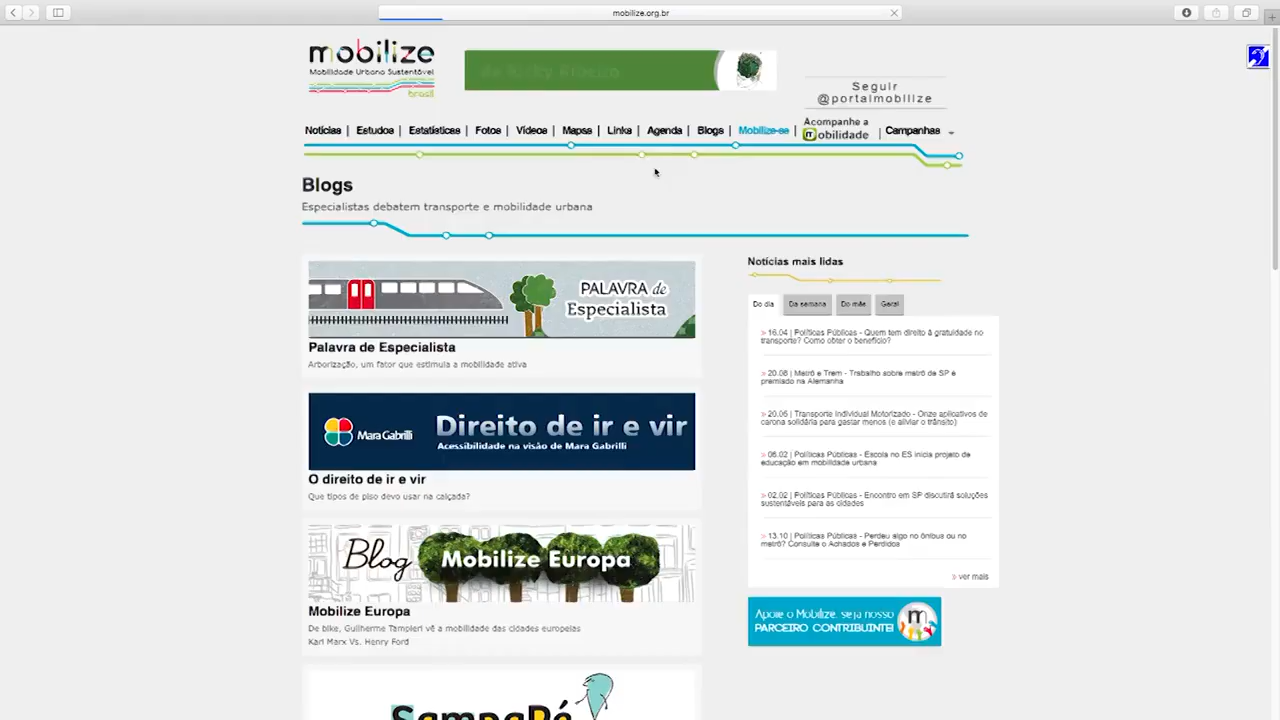 mobilize.org.br
mobilize
Mobilidade Urbana Sustentável
brasil
Seguir
@portalmobilize
Notícias | Estudos | Estatísticas | Fotos | Vídeos | Mapas | Links | Agenda | Blogs | Mobilize-se | Acompanhe a mobilidade | Campanhas
Blogs
Especialistas debatem transporte e mobilidade urbana
PALAVRA de
Especialista
Palavra de Especialista
Arborização, um fator que estimula a mobilidade ativa
Mara Gabrilli
Direito de ir e vir
Acessibilidade na visão de Mara Gabrilli
O direito de ir e vir
Que tipos de piso devo usar na calçada?
Blog Mobilize Europa
Mobilize Europa
De bike, Guilherme Tampieri vê a mobilidade das cidades europeias
Karl Marx Vs. Henry Ford
SampaPé
Notícias mais lidas
Do dia Da semana Do mês Geral
» 16.04 | Políticas Públicas - Quem tem direito à gratuidade no
transporte? Como obter o benefício?
» 20.08 | Metrô e Trem - Trabalho sobre metrô de SP é
premiado na Alemanha
» 20.05 | Transporte Individual Motorizado - Onze aplicativos de
carona solidária para gastar menos (e aliviar o trânsito)
» 06.02 | Políticas Públicas - Escola no ES inicia projeto de
educação em mobilidade urbana
» 02.02 | Políticas Públicas - Encontro em SP discutirá soluções
sustentáveis para as cidades
» 13.10 | Políticas Públicas - Perdeu algo no ônibus ou no
metrô? Consulte o Achados e Perdidos
» ver mais
Apoie o Mobilize, seja nosso
PARCEIRO CONTRIBUINTE!
m